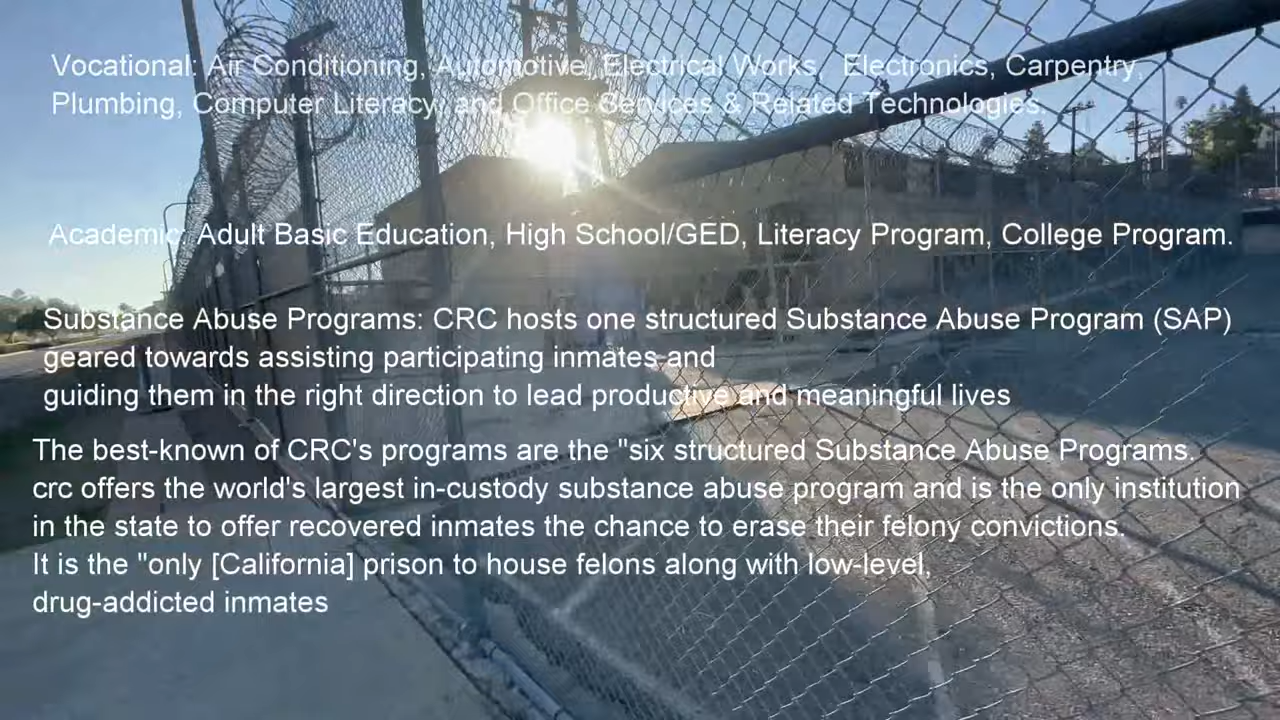 Vocational: Air Conditioning, Automotive, Electrical Works,  Electronics, Carpentry,
Plumbing, Computer Literacy, and Office Services & Related Technologies.
Academic: Adult Basic Education, High School/GED, Literacy Program, College Program.
Substance Abuse Programs: CRC hosts one structured Substance Abuse Program (SAP)
geared towards assisting participating inmates and
guiding them in the right direction to lead productive and meaningful lives
The best-known of CRC's programs are the "six structured Substance Abuse Programs.
crc offers the world's largest in-custody substance abuse program and is the only institution
in the state to offer recovered inmates the chance to erase their felony convictions.
It is the "only [California] prison to house felons along with low-level,
drug-addicted inmates